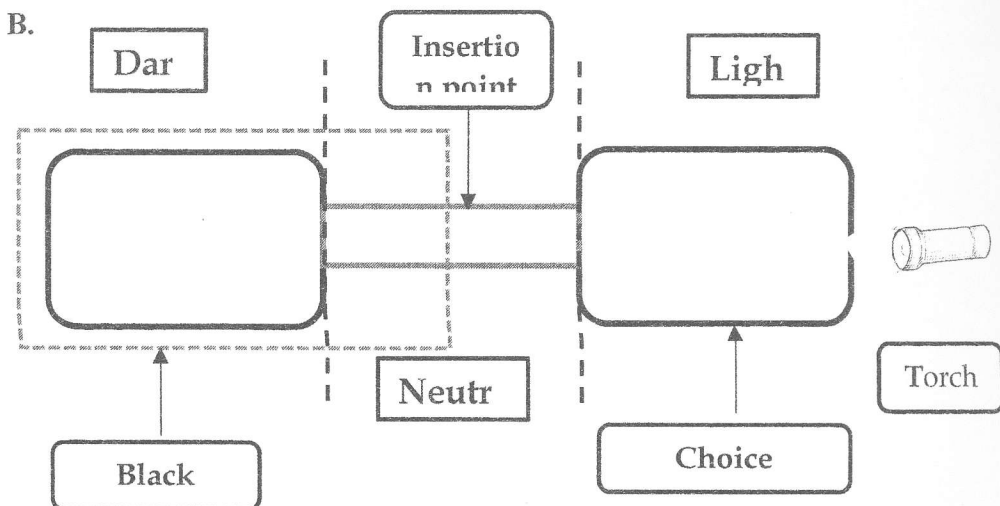 B.
Dar
Insertio
n point
Ligh
Neutr
Torch
Black
Choice